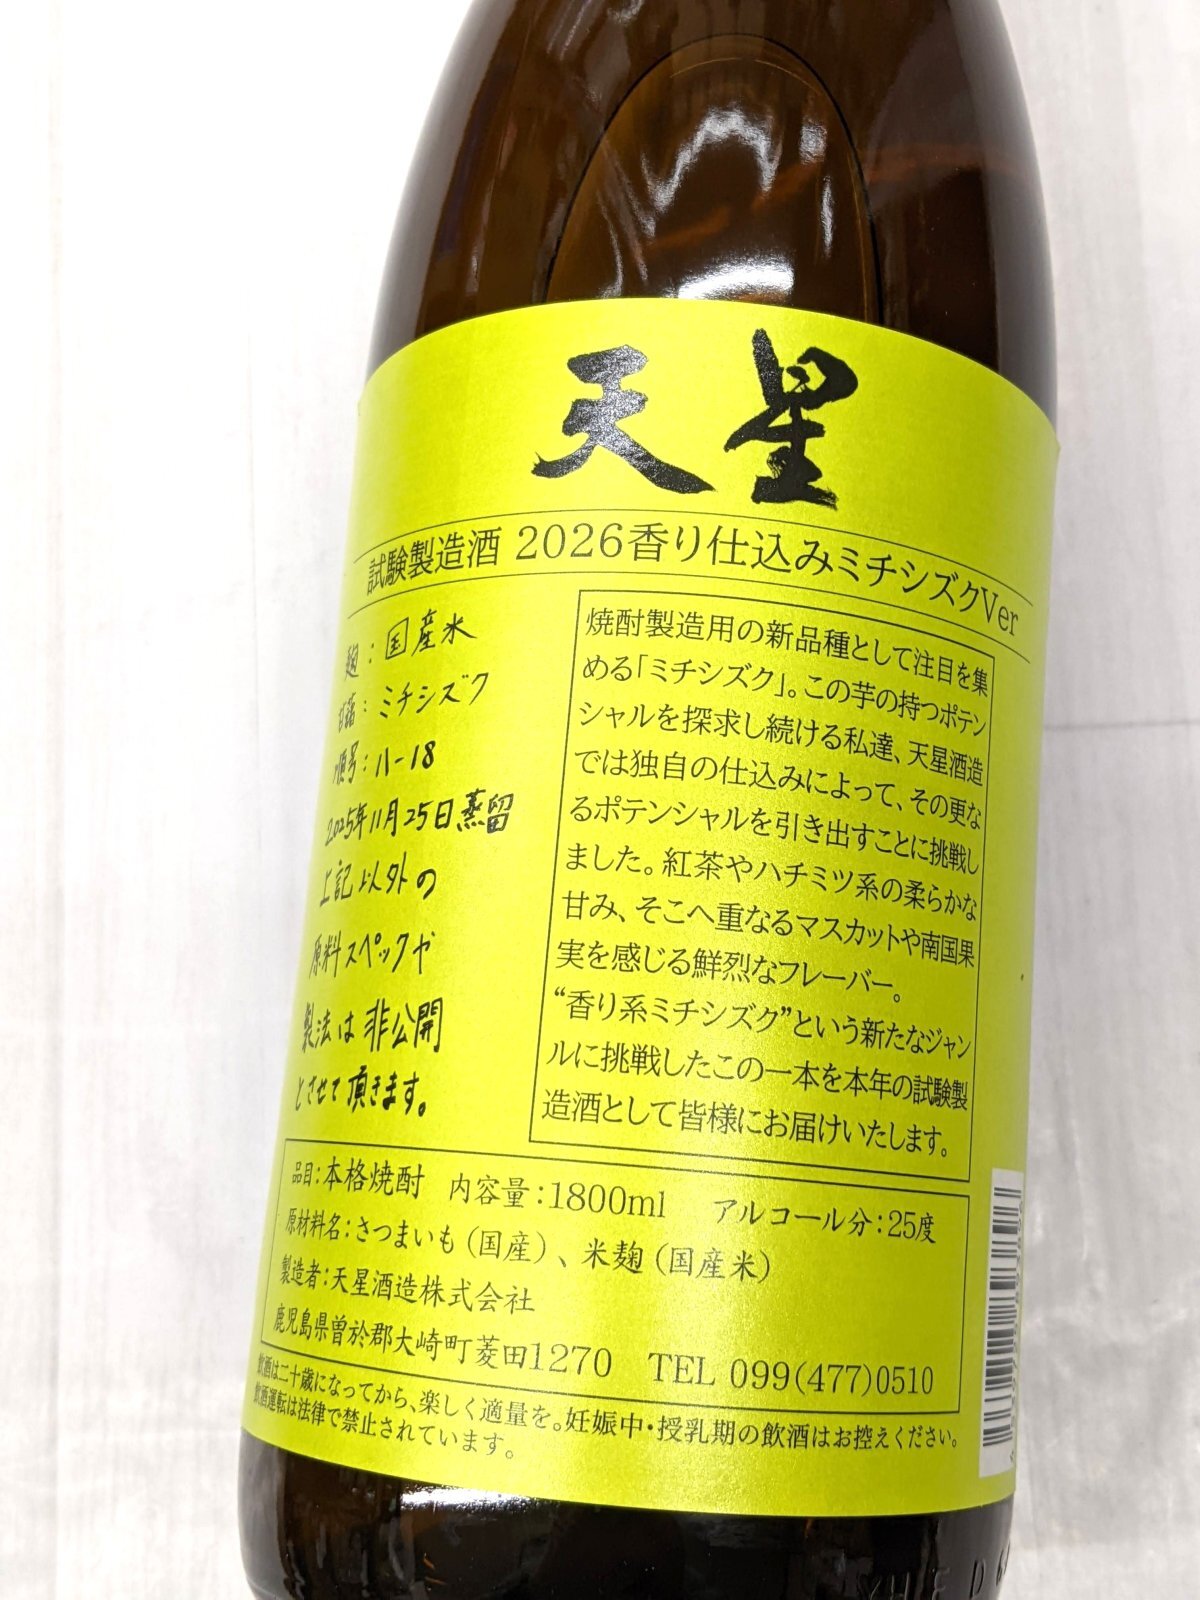 天星
試験製造酒 2026香り仕込みミチシズクVer
麹:国産米
甘藷:ミチシズク
順号:11-18
2025年11月25日蒸留
上記以外の
原料スペックや
製法は非公開
とさせて頂きます。
焼酎製造用の新品種として注目を集
める「ミチシズク」。この芋の持つポテン
シャルを探求し続ける私達、天星酒造
では独自の仕込みによって、その更な
るポテンシャルを引き出すことに挑戦し
ました。紅茶やハチミツ系の柔らかな
甘み、そこへ重なるマスカットや南国果
実を感じる鮮烈なフレーバー。
“香り系ミチシズク”という新たなジャン
ルに挑戦したこの一本を本年の試験製
造酒として皆様にお届けいたします。
品目:本格焼酎 内容量:1800ml アルコール分:25度
原材料名:さつまいも(国産)、米麹(国産米)
製造者:天星酒造株式会社
鹿児島県曽於郡大崎町菱田1270 TEL 099(477)0510
飲酒は二十歳になってから、楽しく適量を。妊娠中・授乳期の飲酒はお控えください。
飲酒運転は法律で禁止されています。